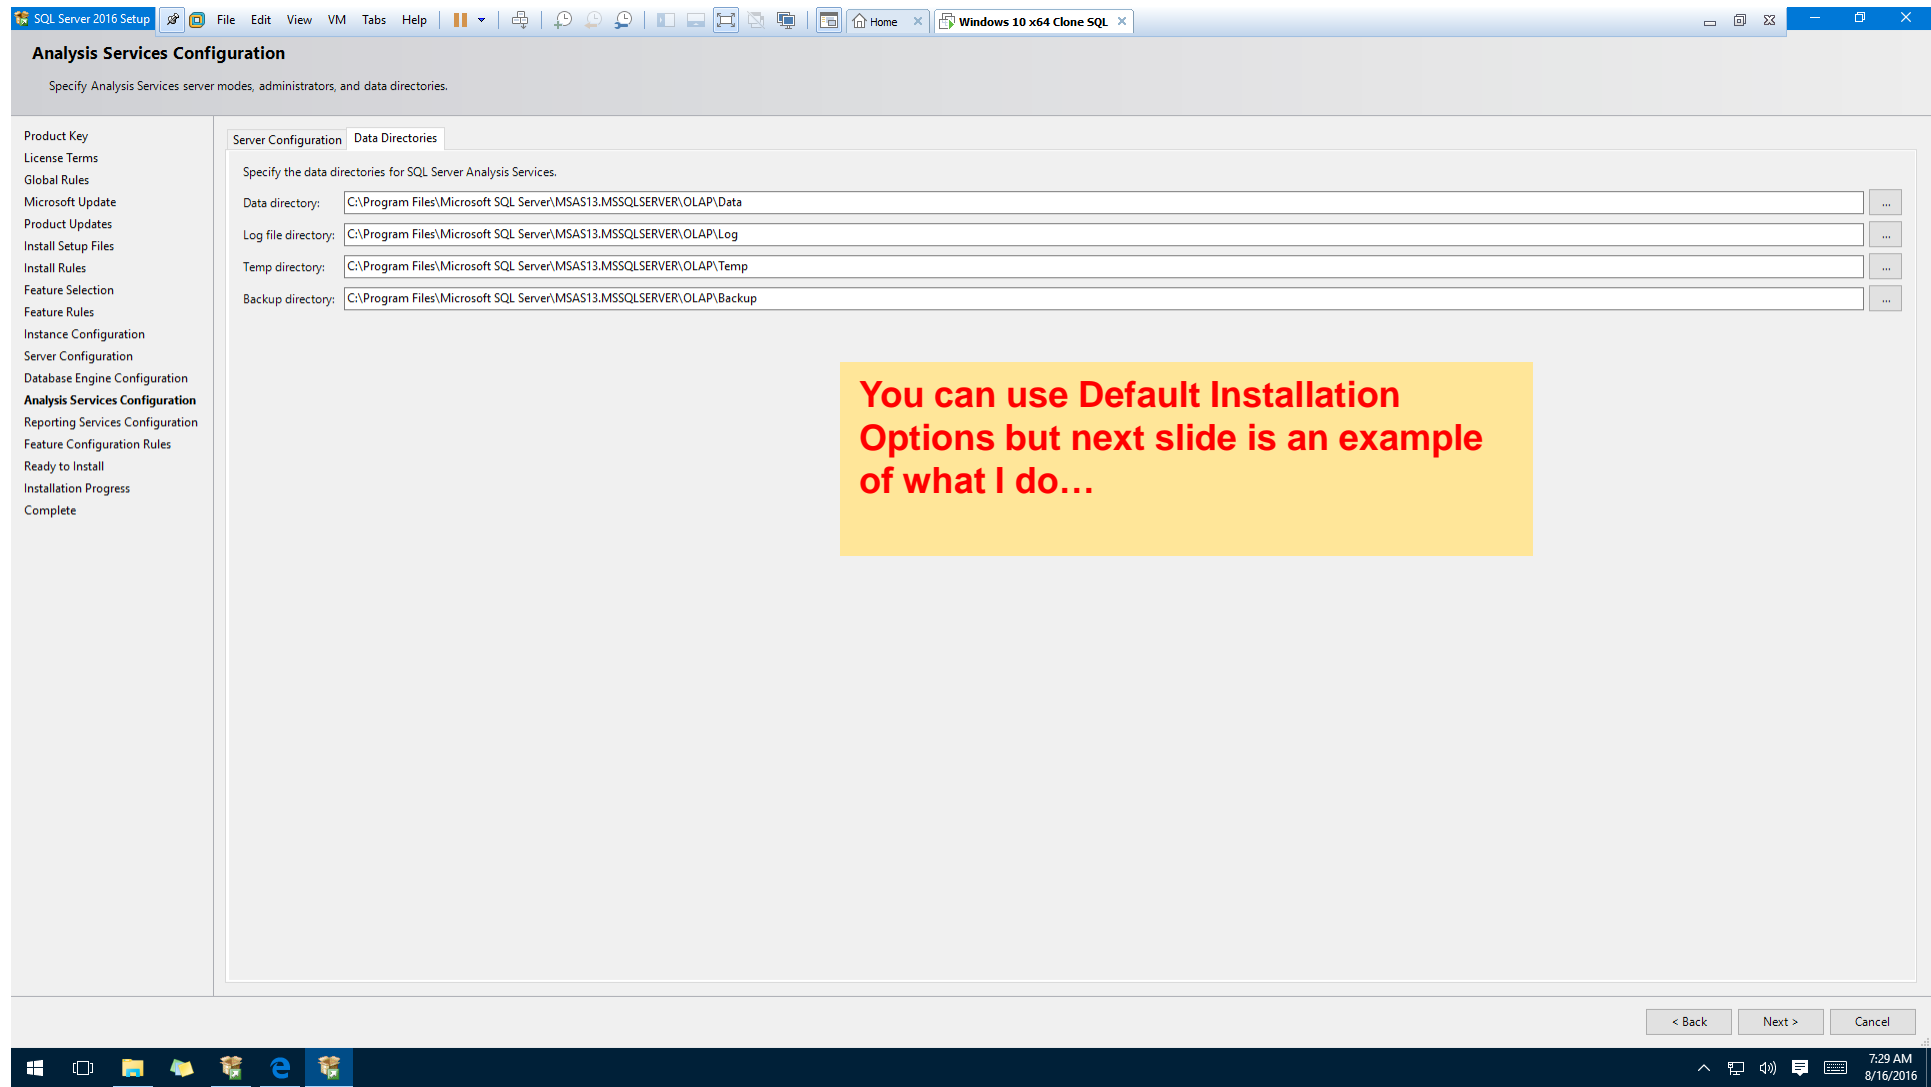 SQL Server 2016 Setup
File Edit View VM Tabs Help
Home
Windows 10 x64 Clone SQL
Analysis Services Configuration
Specify Analysis Services server modes, administrators, and data directories.
Product Key
License Terms
Global Rules
Microsoft Update
Product Updates
Install Setup Files
Install Rules
Feature Selection
Feature Rules
Instance Configuration
Server Configuration
Database Engine Configuration
Analysis Services Configuration
Reporting Services Configuration
Feature Configuration Rules
Ready to Install
Installation Progress
Complete
Server Configuration Data Directories
Specify the data directories for SQL Server Analysis Services.
Data directory: C:\Program Files\Microsoft SQL Server\MSAS13.MSSQLSERVER\OLAP\Data ...
Log file directory: C:\Program Files\Microsoft SQL Server\MSAS13.MSSQLSERVER\OLAP\Log ...
Temp directory: C:\Program Files\Microsoft SQL Server\MSAS13.MSSQLSERVER\OLAP\Temp ...
Backup directory: C:\Program Files\Microsoft SQL Server\MSAS13.MSSQLSERVER\OLAP\Backup ...
You can use Default Installation
Options but next slide is an example
of what I do…
< Back Next > Cancel
7:29 AM
8/16/2016